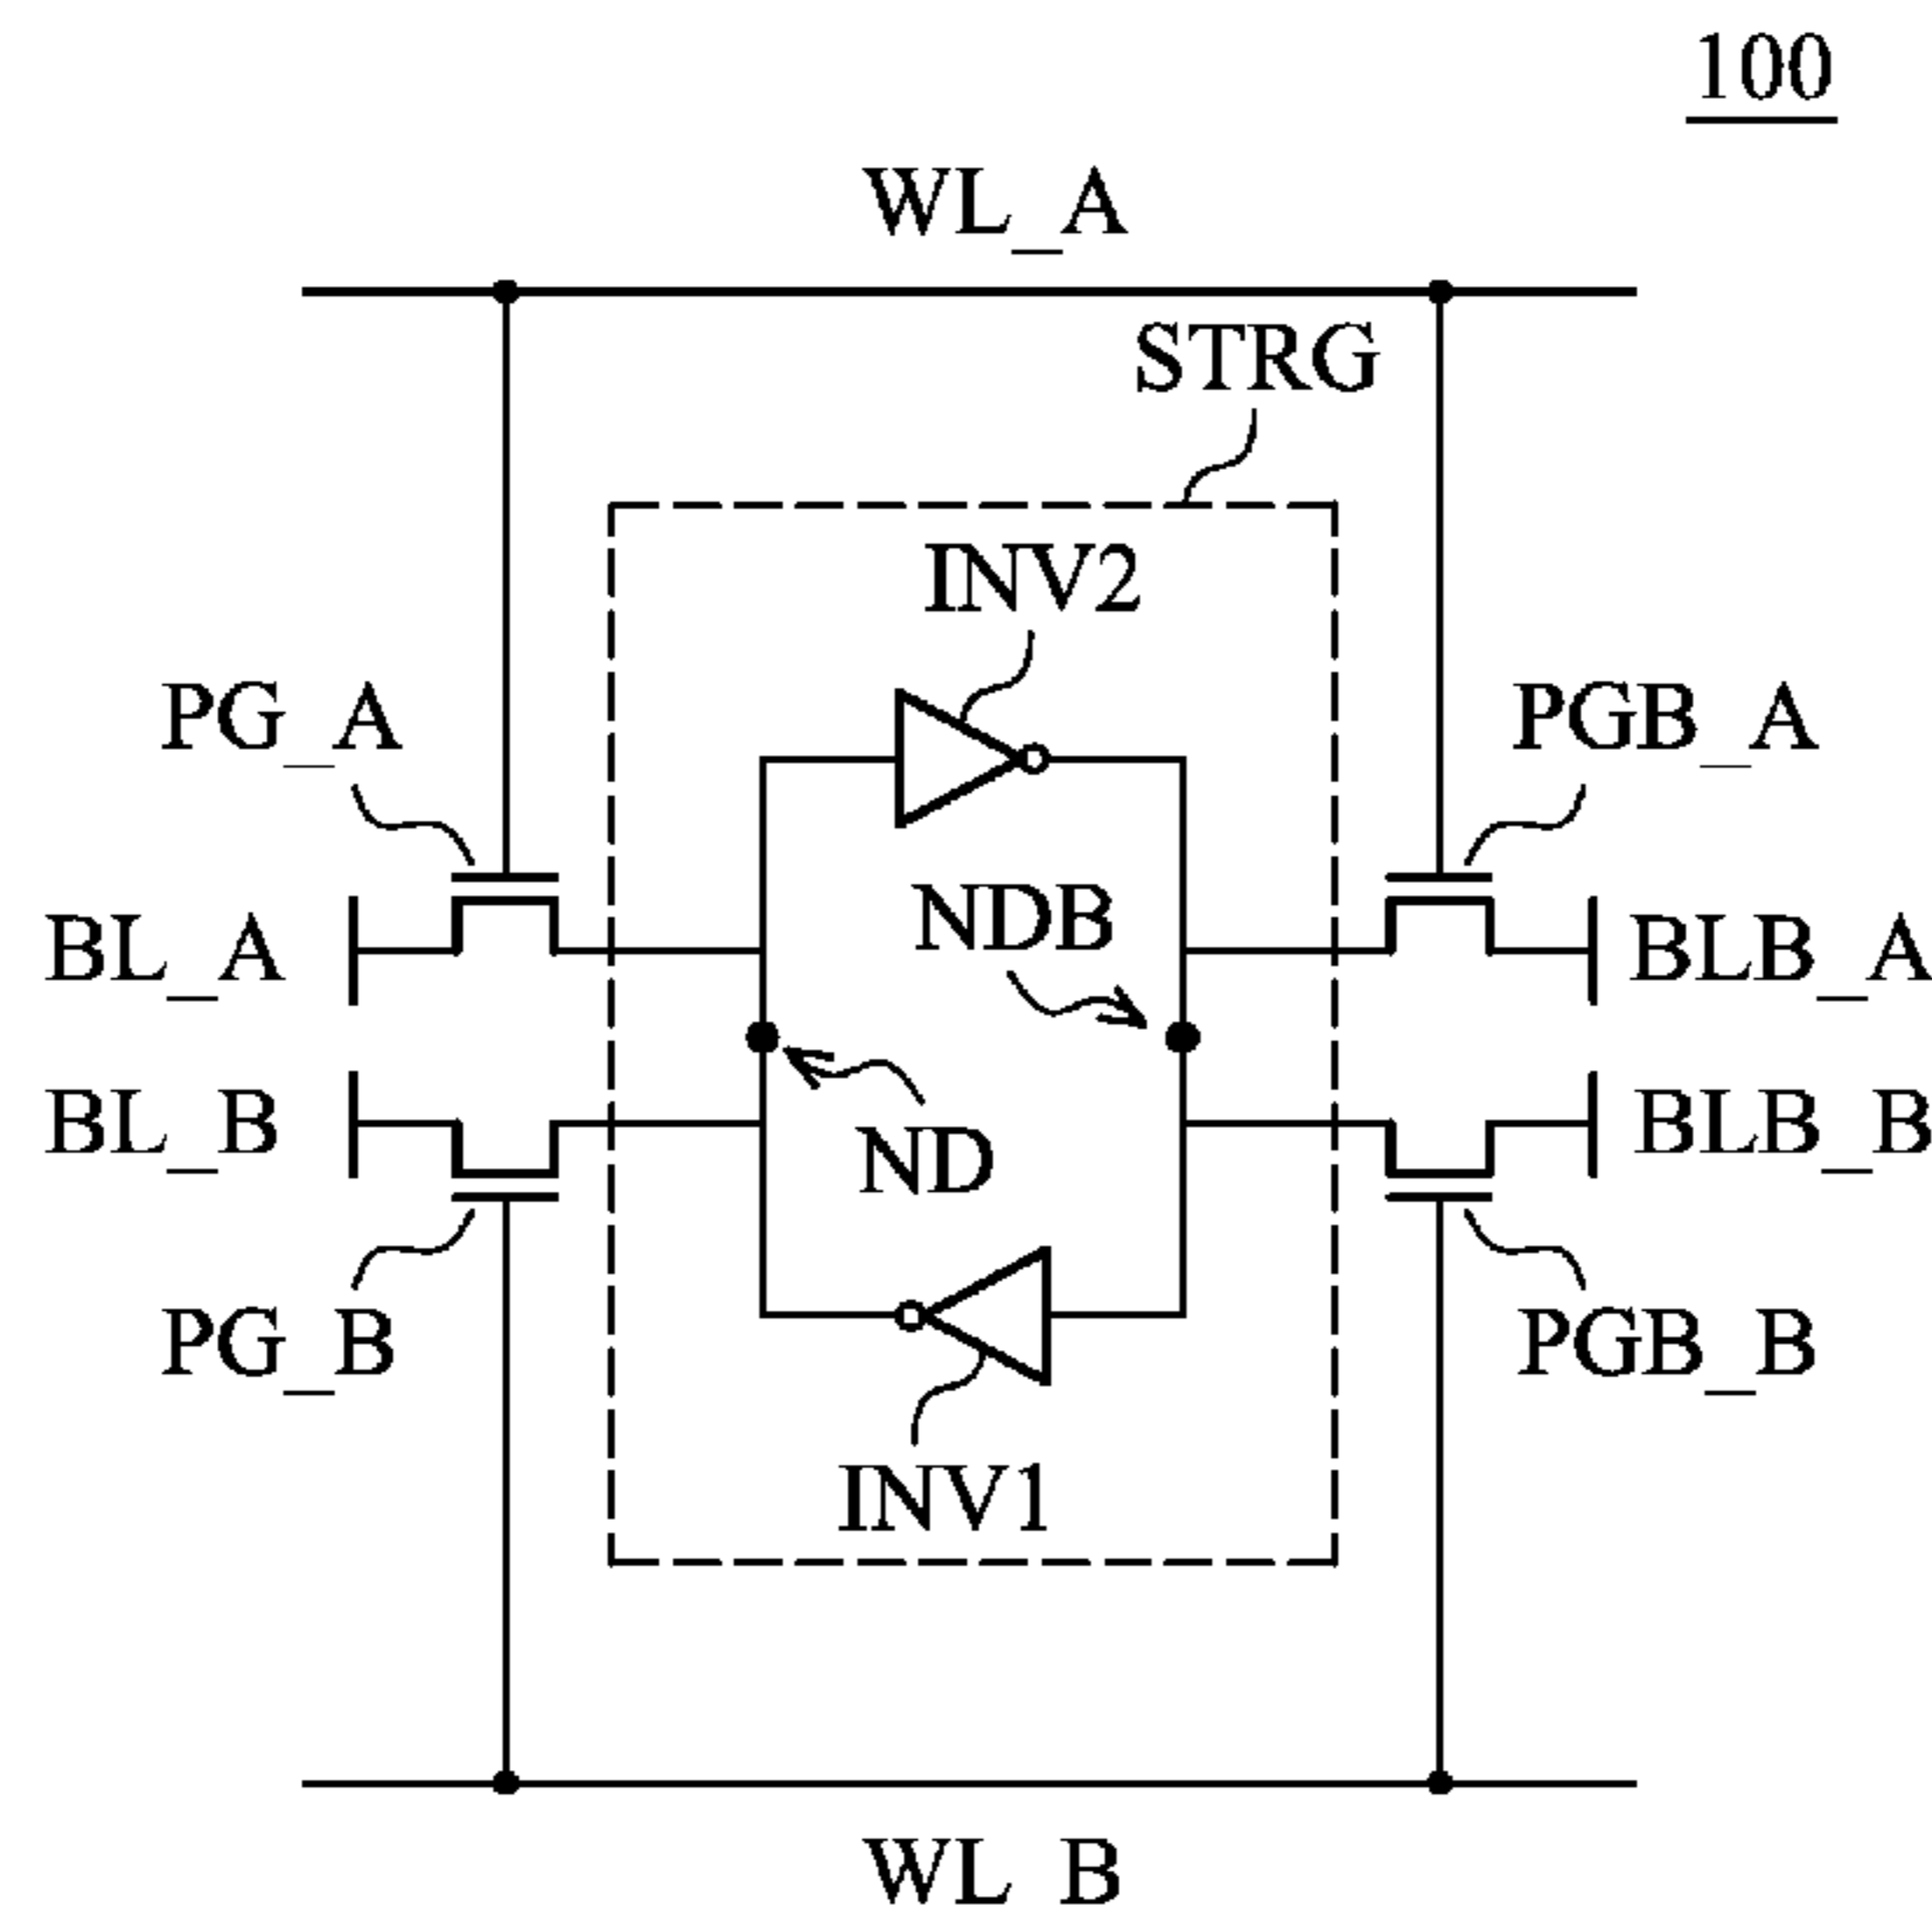 100
WL_A
STRG
INV2
PG_A
PGB_A
BL_A
NDB
BLB_A
BL_B
ND
BLB_B
PG_B
PGB_B
INV1
WL_B